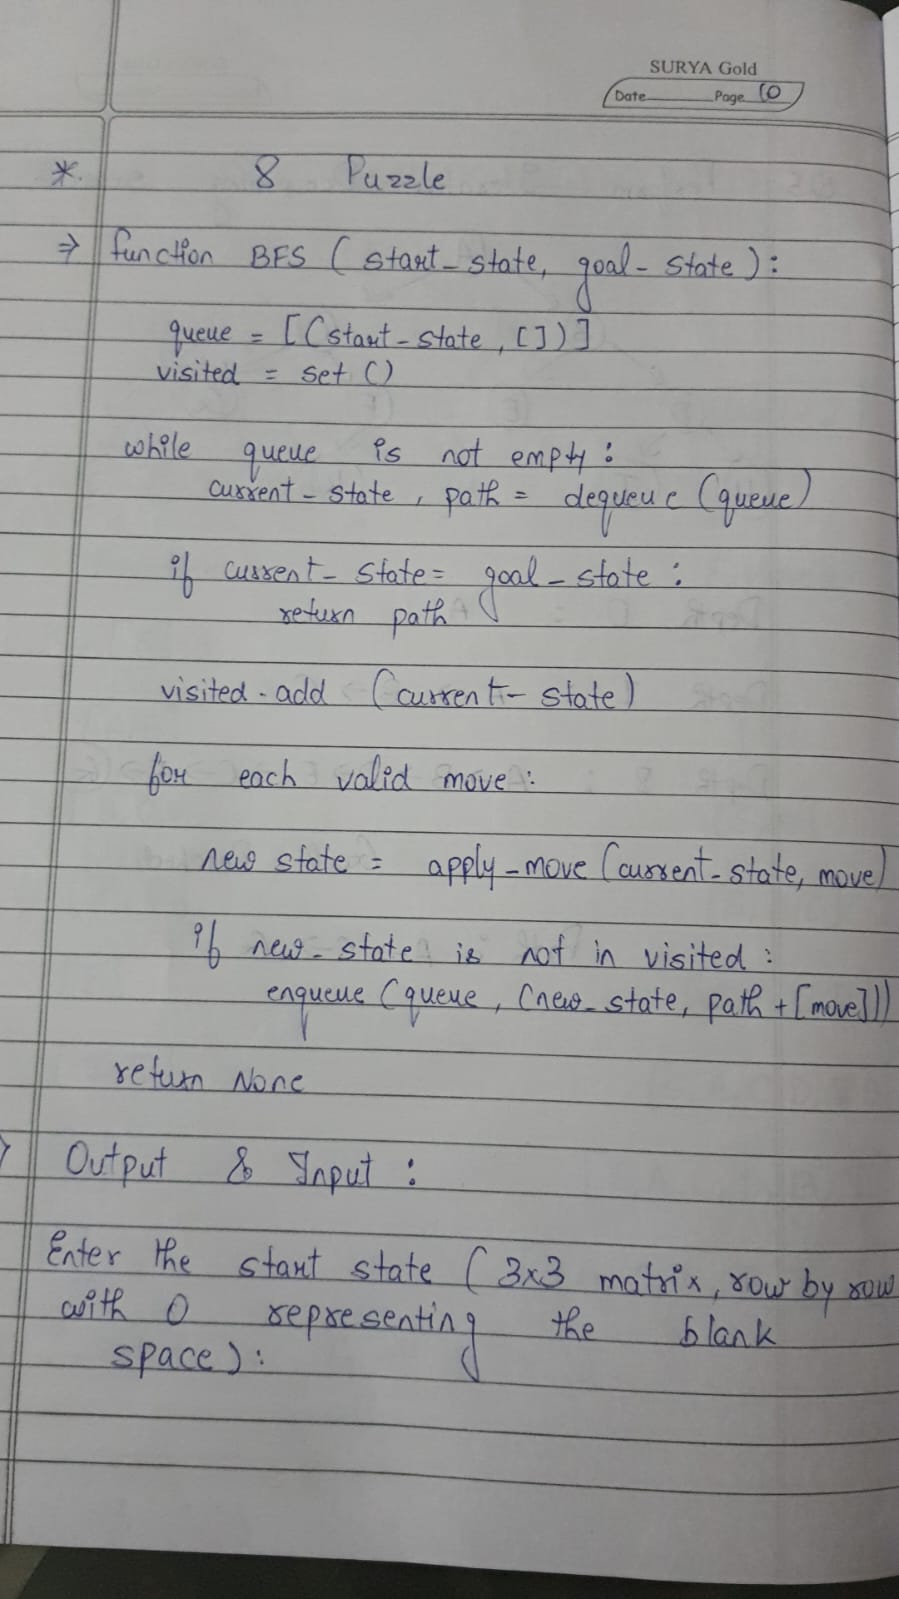 SURYA Gold
Date Page 10
* 8 Puzzle
⇒ function BFS (start_state, goal-state):
queue = [(start-state, [])]
visited = set ()
while queue is not empty:
current-state, path = dequeue (queue)
if current-state = goal-state:
return path
visited.add (current-state)
for each valid move:
new state = apply-move (current-state, move)
if new-state is not in visited:
enqueue (queue, (new_state, path + [move]))
return None
Output & Input:
Enter the start state (3x3 matrix, row by row
with 0 representing the blank
space):